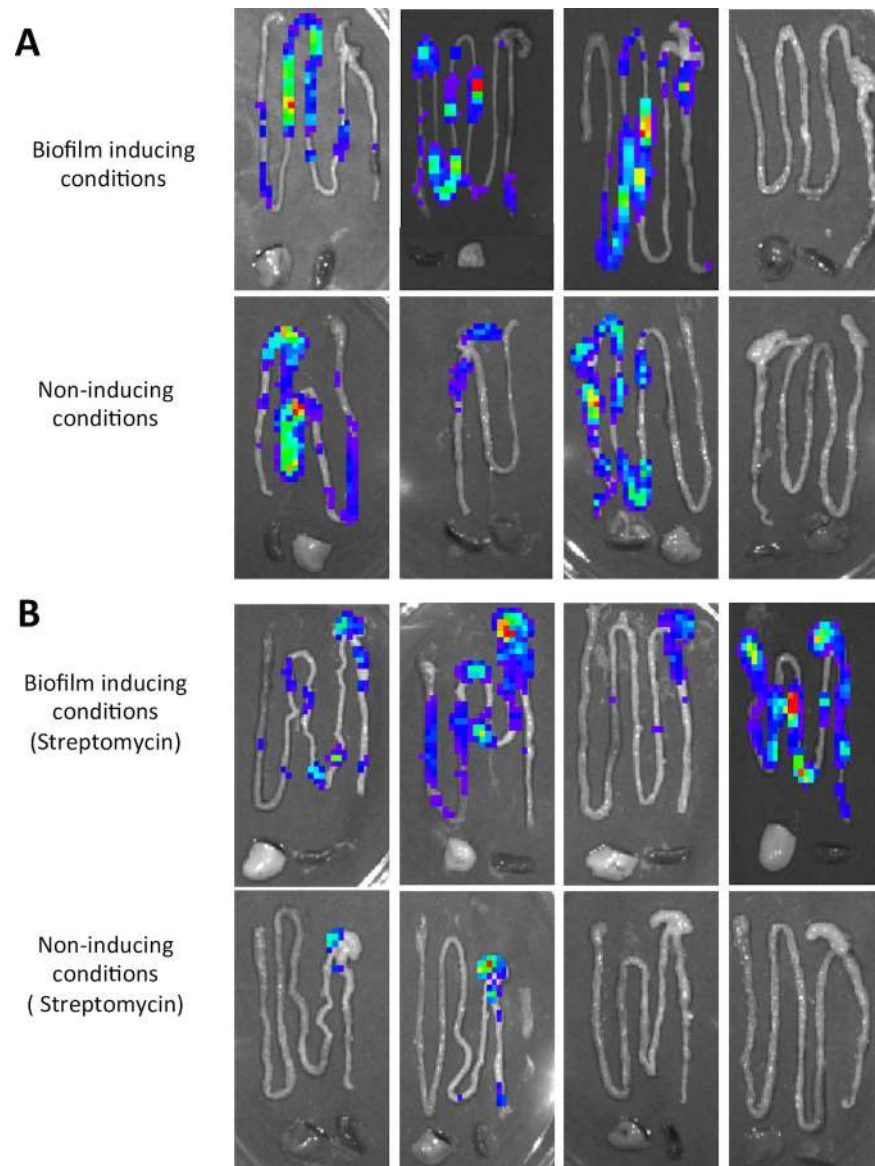 A
Biofilm inducing
conditions
Non-inducing
conditions
B
Biofilm inducing
conditions
(Streptomycin)
Non-inducing
conditions
( Streptomycin)